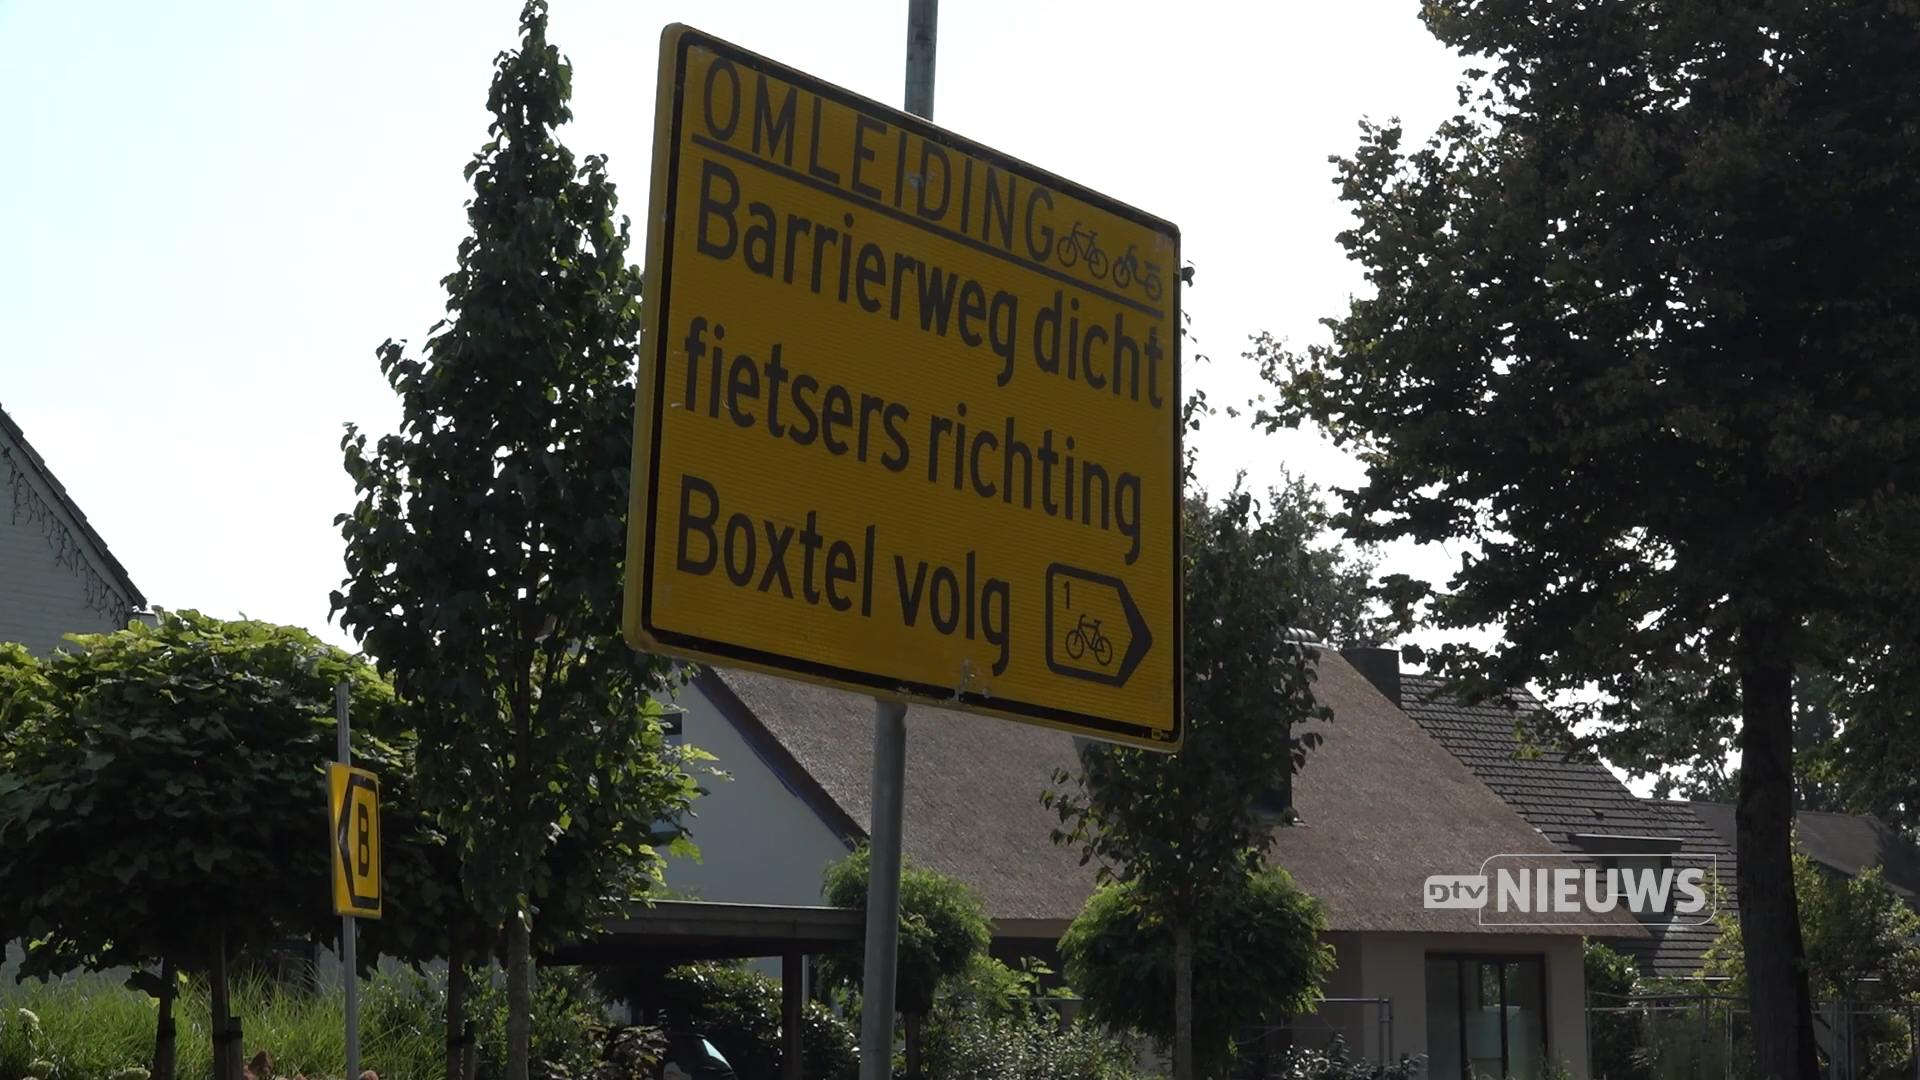 OMLEIDING
Barrierweg dicht
fietsers richting
Boxtel volg
1
B
DTV NIEUWS